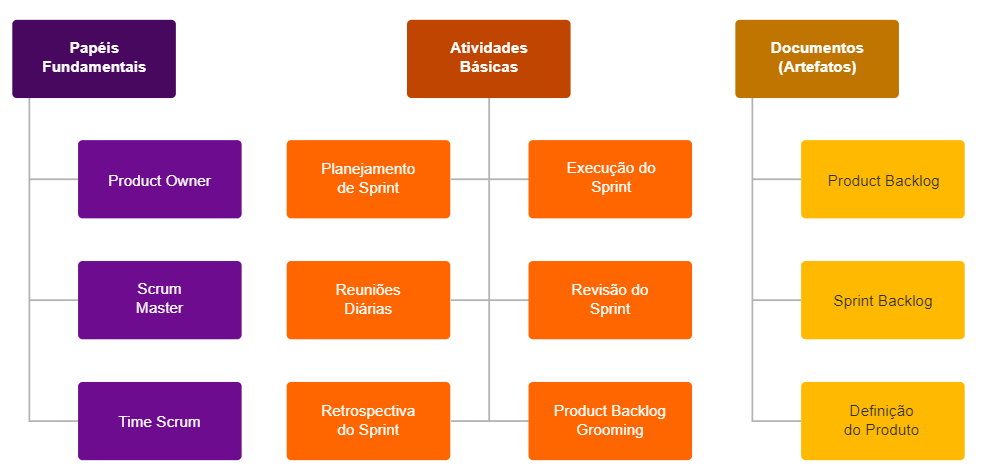 Papéis
Fundamentais
Product Owner
Scrum
Master
Time Scrum
Atividades
Básicas
Planejamento
de Sprint
Execução do
Sprint
Reuniões
Diárias
Revisão do
Sprint
Retrospectiva
do Sprint
Product Backlog
Grooming
Documentos
(Artefatos)
Product Backlog
Sprint Backlog
Definição
do Produto